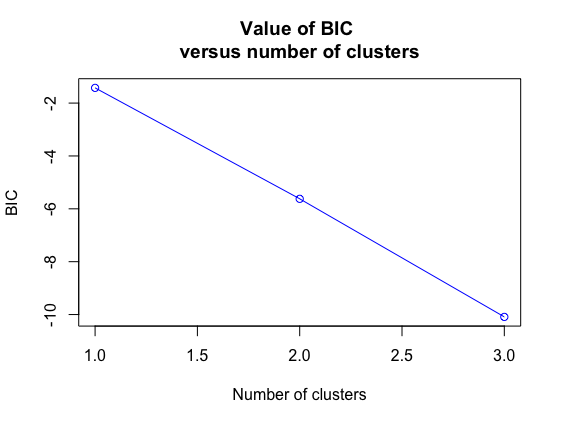 Value of BIC
versus number of clusters
-2
-4
-6
-8
-10
BIC
1.0
1.5
2.0
2.5
3.0
Number of clusters